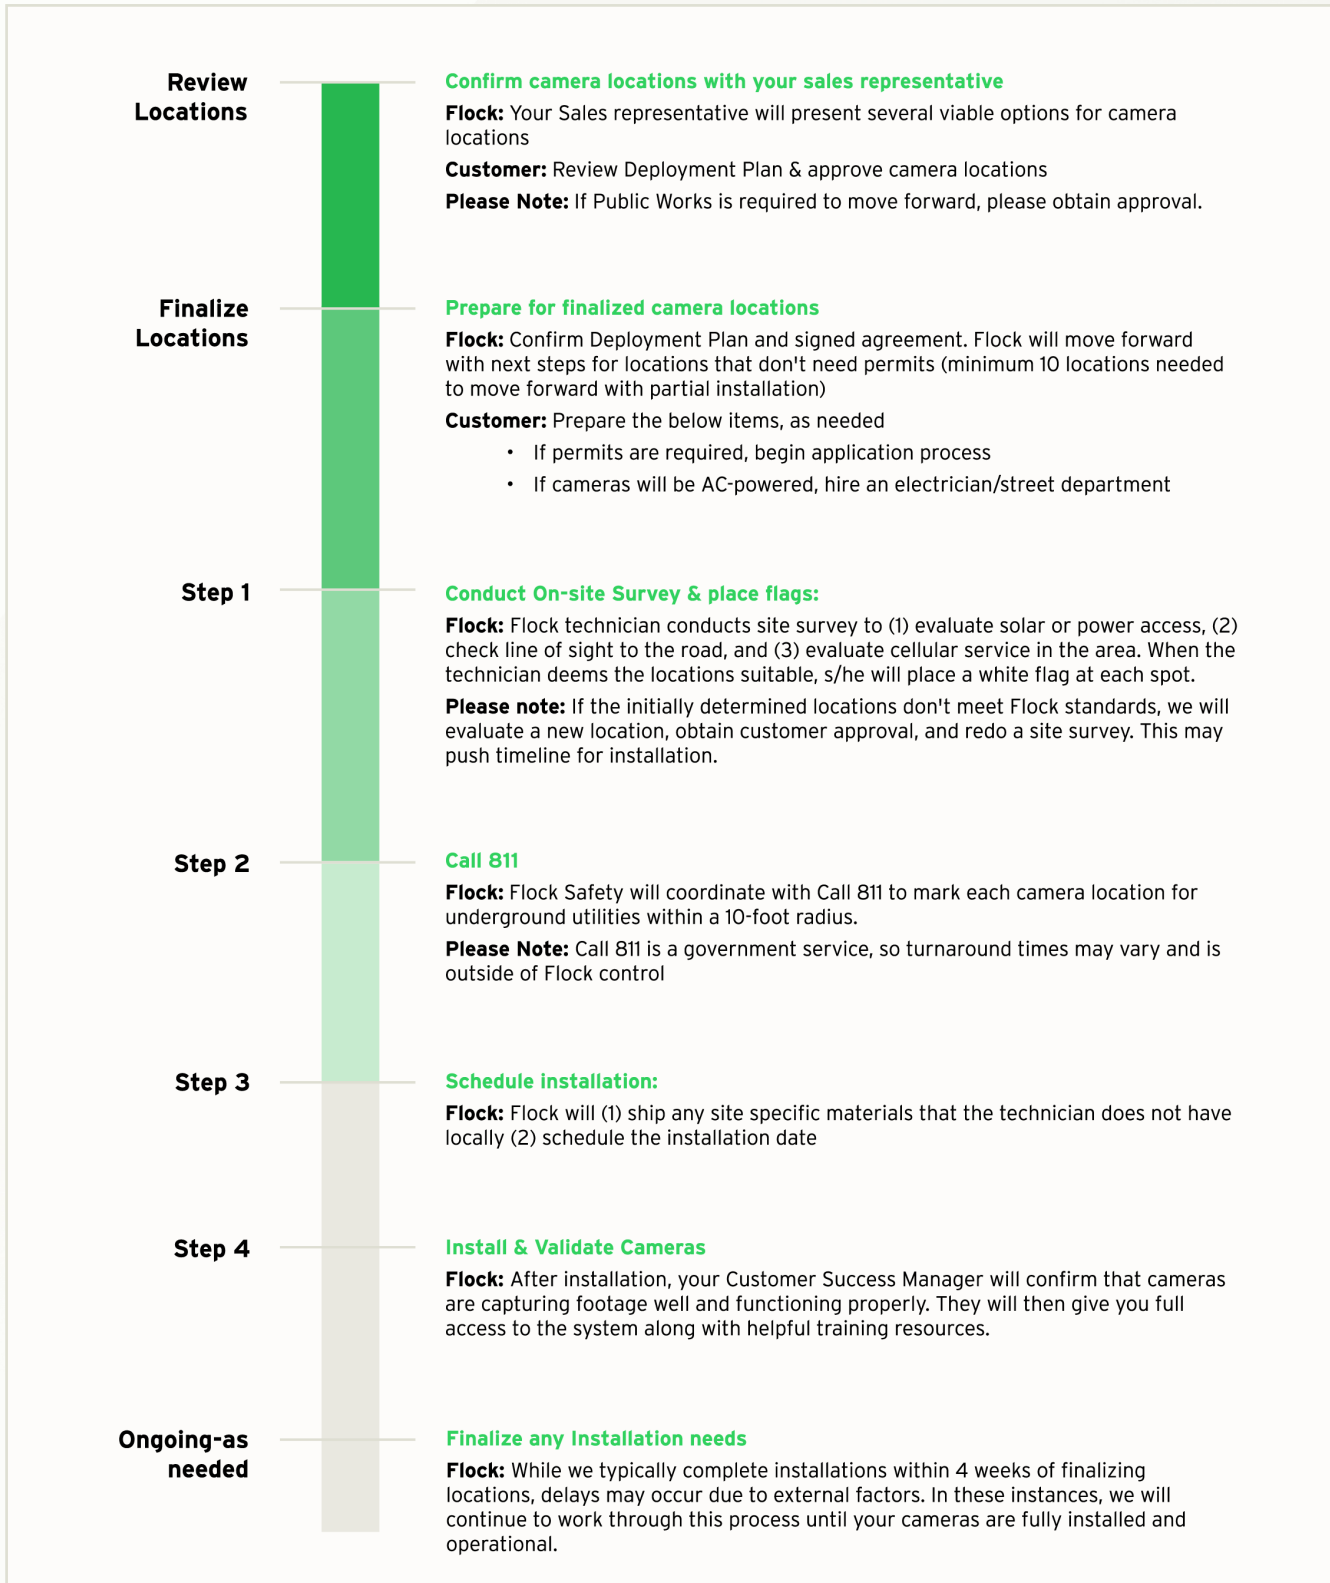 Review
Locations
Confirm camera locations with your sales representative
Flock: Your Sales representative will present several viable options for camera
locations
Customer: Review Deployment Plan & approve camera locations
Please Note: If Public Works is required to move forward, please obtain approval.
Finalize
Locations
Prepare for finalized camera locations
Flock: Confirm Deployment Plan and signed agreement. Flock will move forward
with next steps for locations that don't need permits (minimum 10 locations needed
to move forward with partial installation)
Customer: Prepare the below items, as needed
• If permits are required, begin application process
• If cameras will be AC-powered, hire an electrician/street department
Step 1
Conduct On-site Survey & place flags:
Flock: Flock technician conducts site survey to (1) evaluate solar or power access, (2)
check line of sight to the road, and (3) evaluate cellular service in the area. When the
technician deems the locations suitable, s/he will place a white flag at each spot.
Please note: If the initially determined locations don't meet Flock standards, we will
evaluate a new location, obtain customer approval, and redo a site survey. This may
push timeline for installation.
Step 2
Call 811
Flock: Flock Safety will coordinate with Call 811 to mark each camera location for
underground utilities within a 10-foot radius.
Please Note: Call 811 is a government service, so turnaround times may vary and is
outside of Flock control
Step 3
Schedule installation:
Flock: Flock will (1) ship any site specific materials that the technician does not have
locally (2) schedule the installation date
Step 4
Install & Validate Cameras
Flock: After installation, your Customer Success Manager will confirm that cameras
are capturing footage well and functioning properly. They will then give you full
access to the system along with helpful training resources.
Ongoing-as
needed
Finalize any Installation needs
Flock: While we typically complete installations within 4 weeks of finalizing
locations, delays may occur due to external factors. In these instances, we will
continue to work through this process until your cameras are fully installed and
operational.